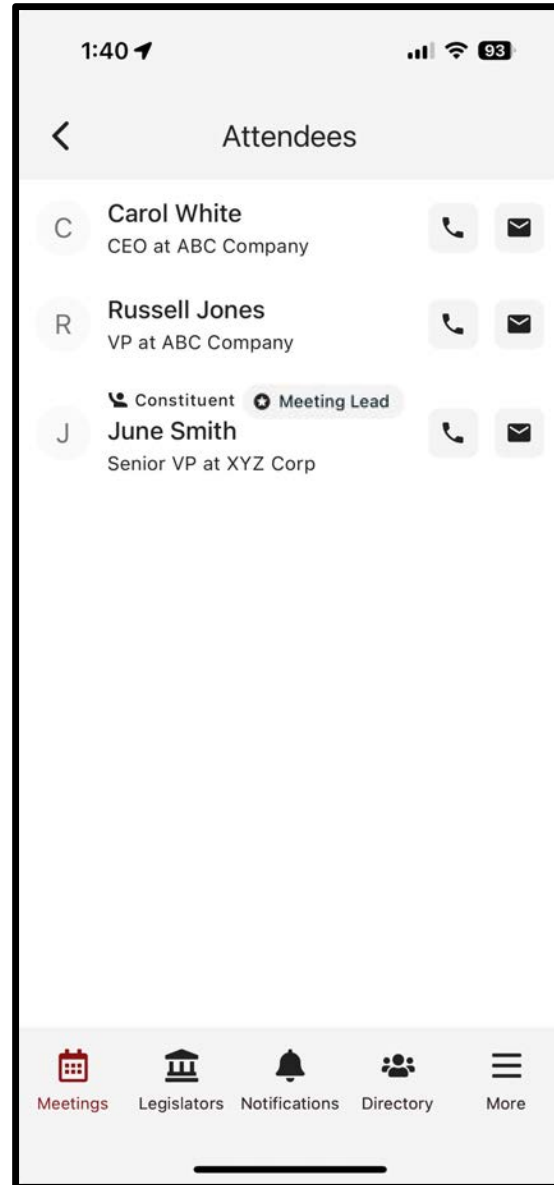 1:40
93
Attendees
C
Carol White
CEO at ABC Company
R
Russell Jones
VP at ABC Company
Constituent Meeting Lead
J
June Smith
Senior VP at XYZ Corp
Meetings Legislators Notifications Directory More